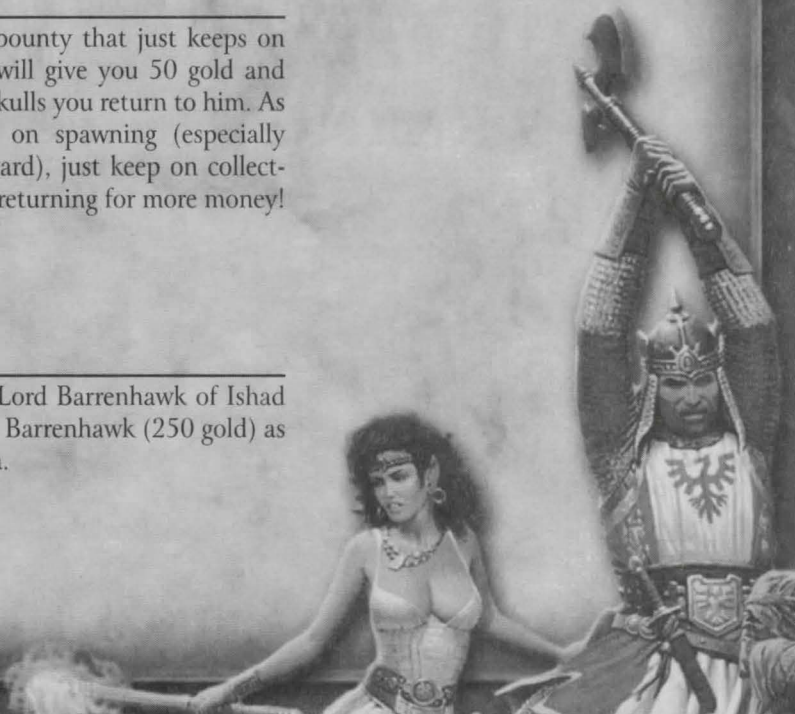 bounty that just keeps on
will give you 50 gold and
kulls you return to him. As
on spawning (especially
ard), just keep on collect-
returning for more money!
Lord Barrenhawk of Ishad
Barrenhawk (250 gold) as